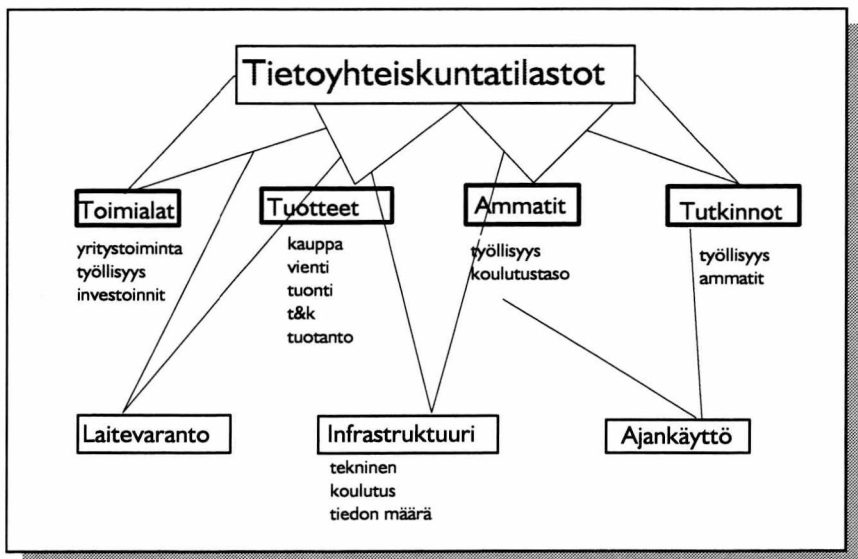 Tietoyhteiskuntatilastot
Toimialat
yritystoiminta
työllisyys
investoinnit
Tuotteet
kauppa
vienti
tuonti
t&k
tuotanto
Ammatit
työllisyys
koulutustaso
Tutkinnot
työllisyys
ammatit
Laitevaranto
Infrastruktuuri
tekninen
koulutus
tiedon määrä
Ajankäyttö